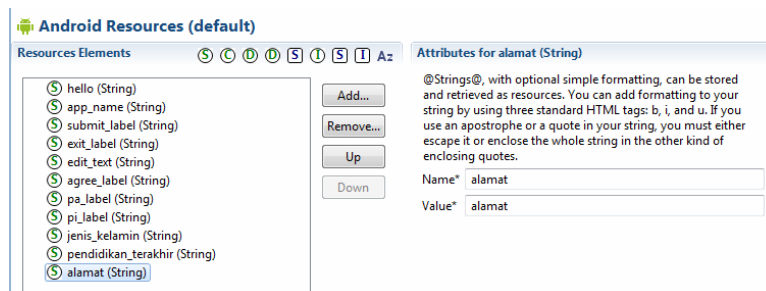 Android Resources (default)
Resources Elements
S C D D S I S I Az
S hello (String)
S app_name (String)
S submit_label (String)
S exit_label (String)
S edit_text (String)
S agree_label (String)
S pa_label (String)
S pi_label (String)
S jenis_kelamin (String)
S pendidikan_terakhir (String)
S alamat (String)
Add...
Remove...
Up
Down
Attributes for alamat (String)
@Strings@, with optional simple formatting, can be stored
and retrieved as resources. You can add formatting to your
string by using three standard HTML tags: b, i, and u. If you
use an apostrophe or a quote in your string, you must either
escape it or enclose the whole string in the other kind of
enclosing quotes.
Name* alamat
Value* alamat